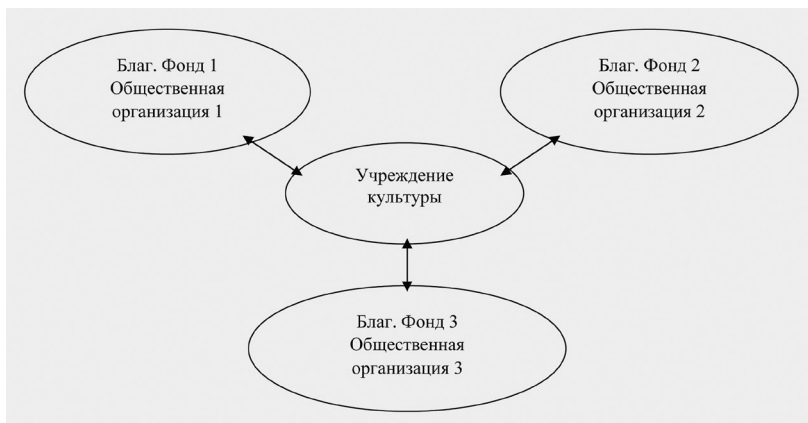 Благ. Фонд 1
Общественная
организация 1
Благ. Фонд 2
Общественная
организация 2
Учреждение
культуры
Благ. Фонд 3
Общественная
организация 3